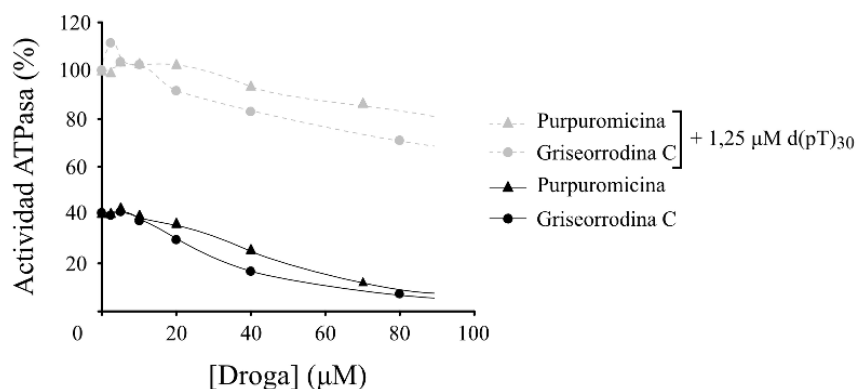 120
100
80
60
40
20
0
20
40
60
80
100
Actividad ATPasa (%)
[Droga] (μM)
Purpuromicina
Griseorrodina C
+ 1,25 μM d(pT)30
Purpuromicina
Griseorrodina C